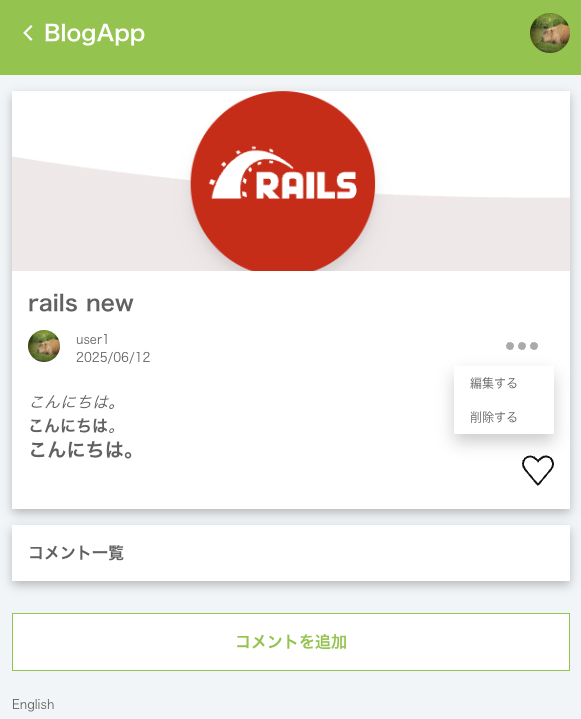 BlogApp
RAILS
rails new
user1
2025/06/12
編集する
削除する
こんにちは。
こんにちは。
こんにちは。
コメント一覧
コメントを追加
English